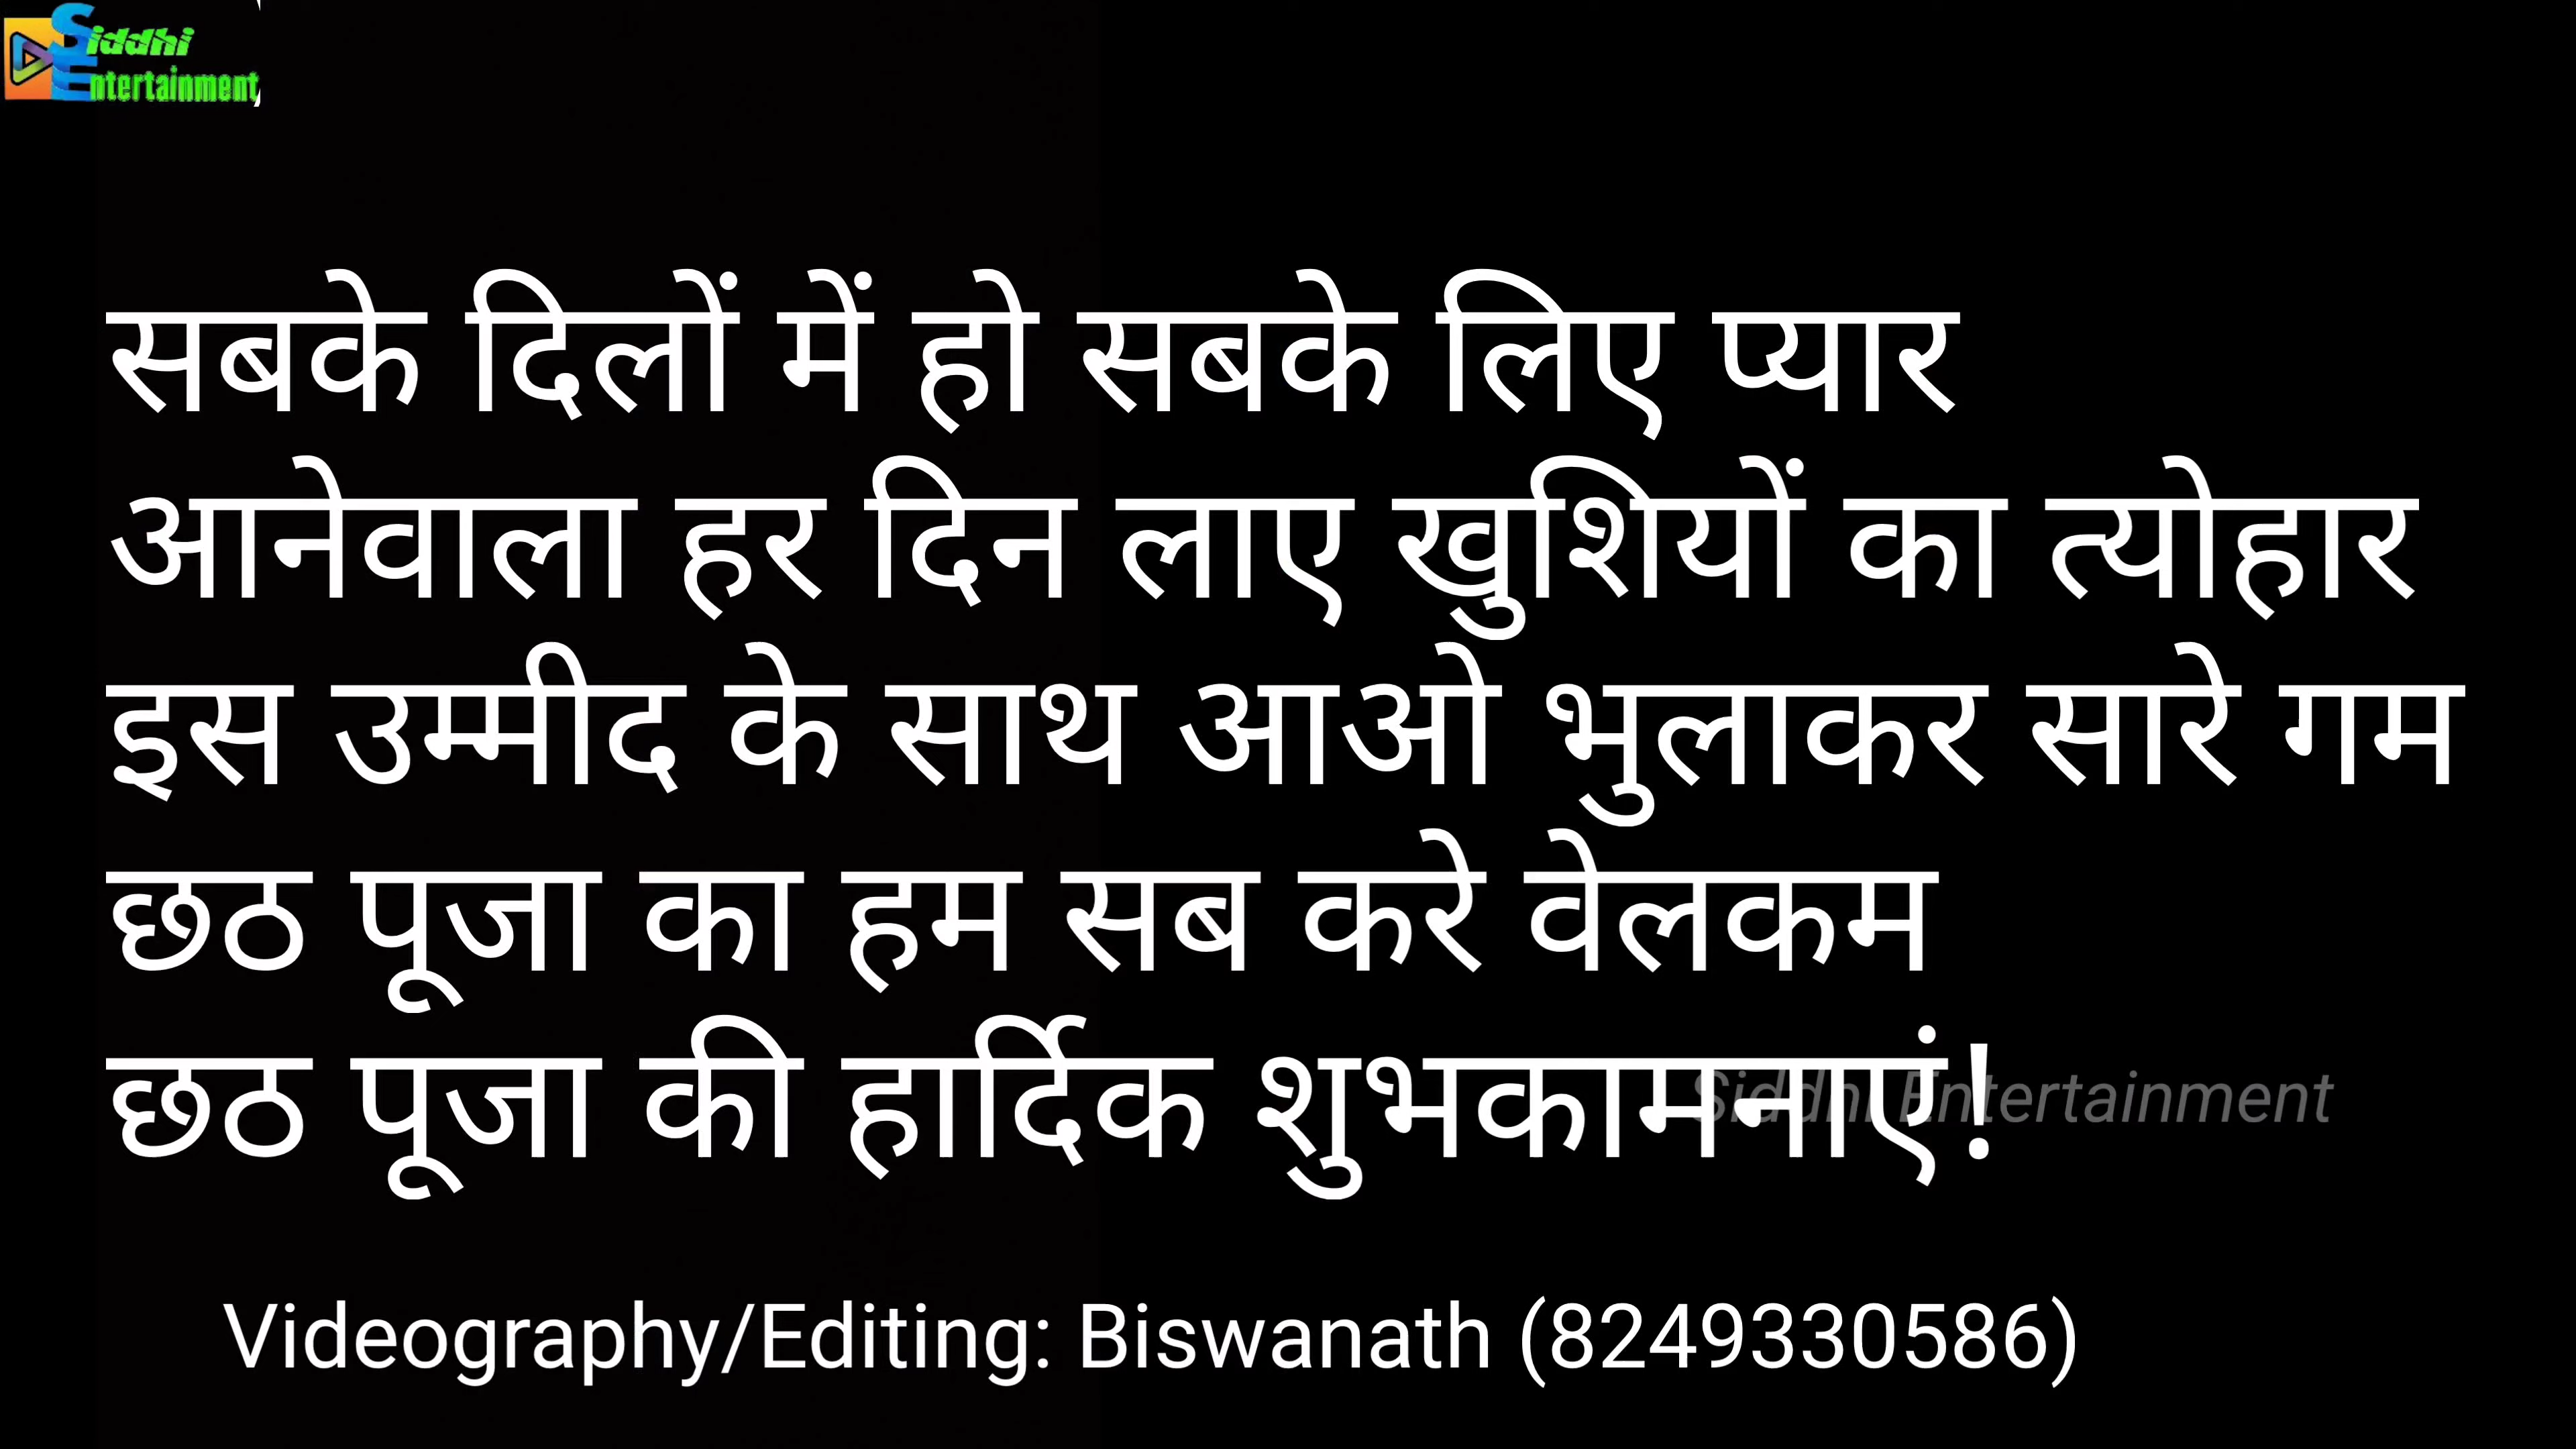 Siddhi
Entertainment
सबके दिलों में हो सबके लिए प्यार
आनेवाला हर दिन लाए खुशियों का त्योहार
इस उम्मीद के साथ आओ भुलाकर सारे गम
छठ पूजा का हम सब करे वेलकम
छठ पूजा की हार्दिक शुभकामनाएं!
Siddhi Entertainment
Videography/Editing: Biswanath (8249330586)